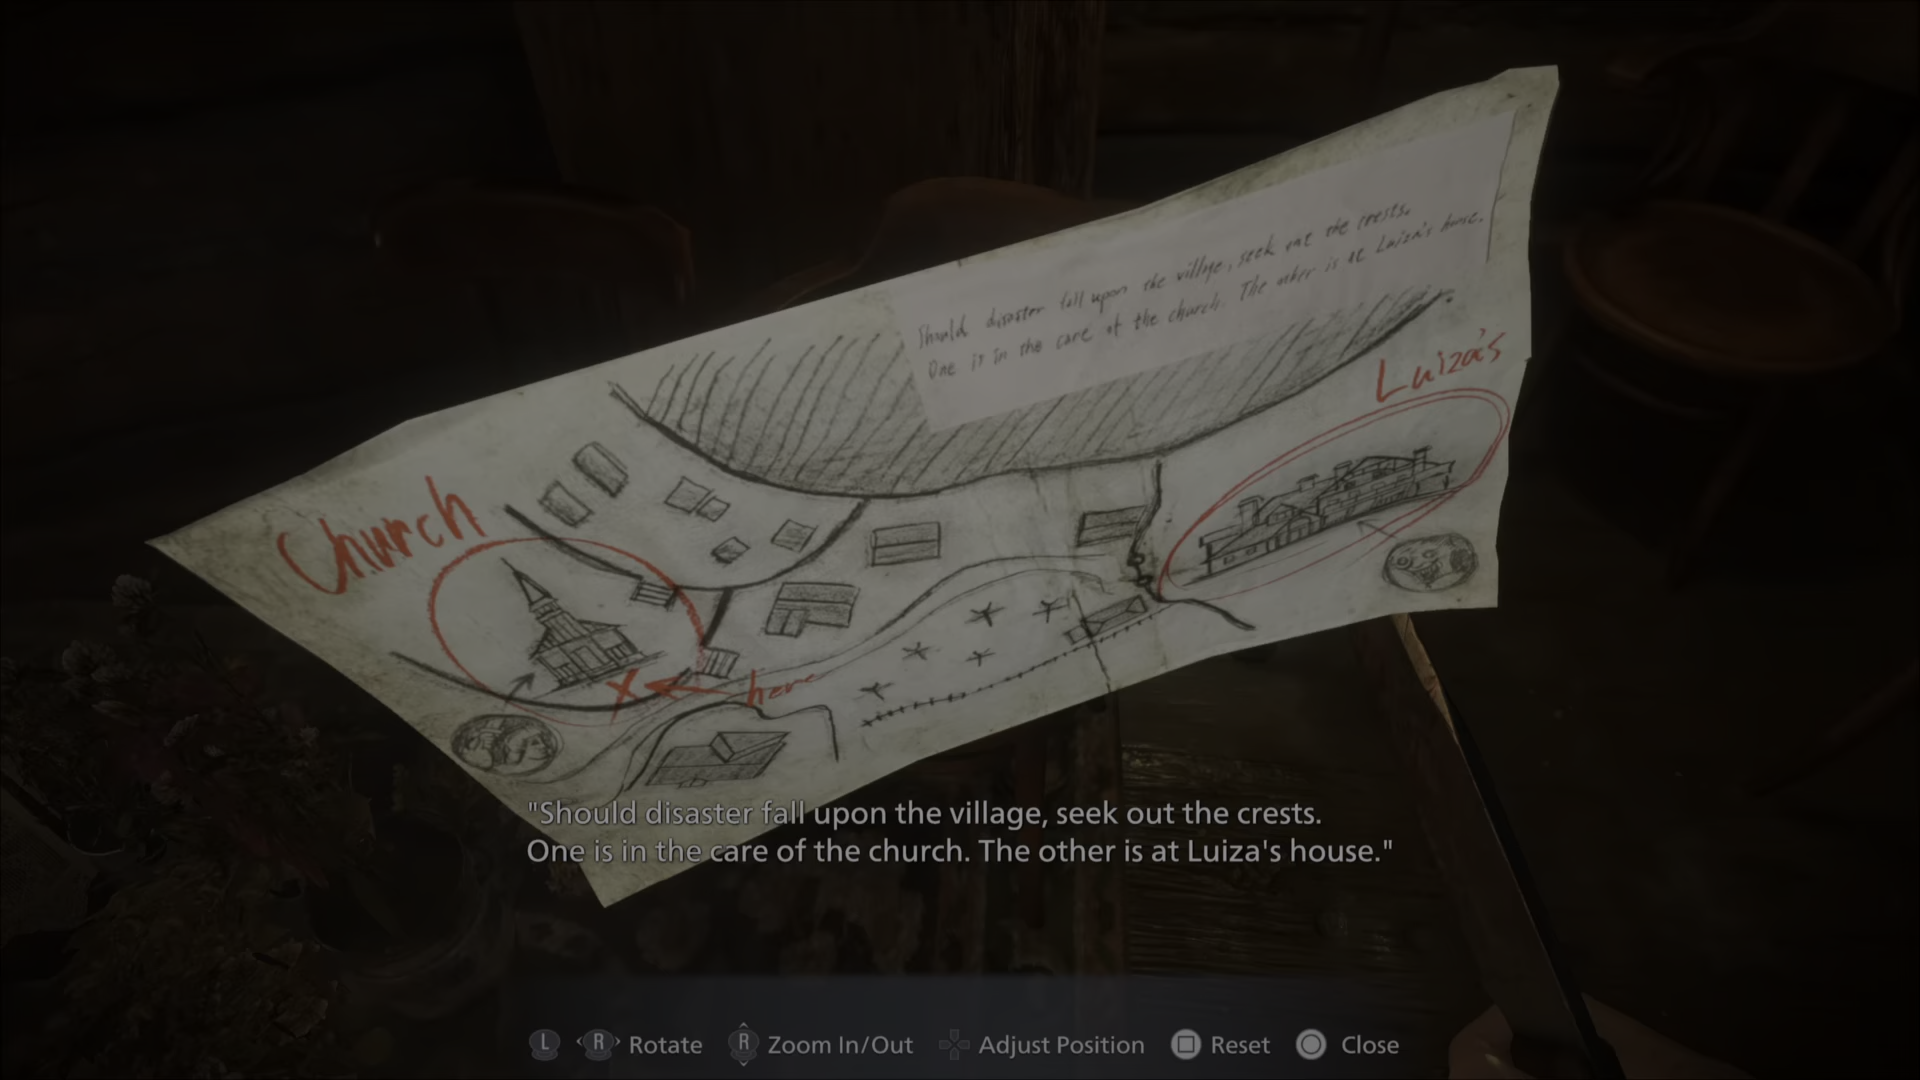 Should disaster fall upon the village, seek out the crests.
One is in the care of the church. The other is at Luiza's house.
Luiza's
Church
here
"Should disaster fall upon the village, seek out the crests.
One is in the care of the church. The other is at Luiza's house."
L R Rotate R Zoom In/Out Adjust Position Reset Close